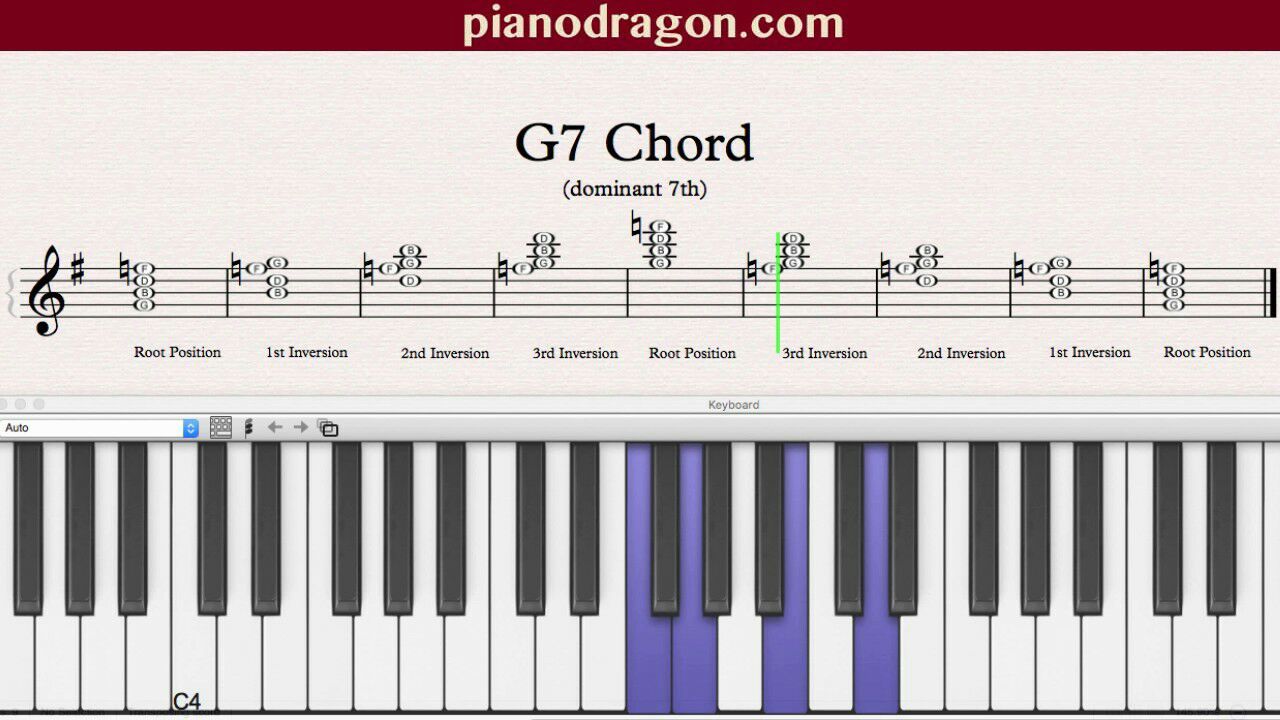 pianodragon.com
G7 Chord
(dominant 7th)
F F G B D F D B G F
D D G B D B G D D
B B D G B G D B B
G F F F G F F F G
Root Position 1st Inversion 2nd Inversion 3rd Inversion Root Position 3rd Inversion 2nd Inversion 1st Inversion Root Position
Keyboard
Auto
C4